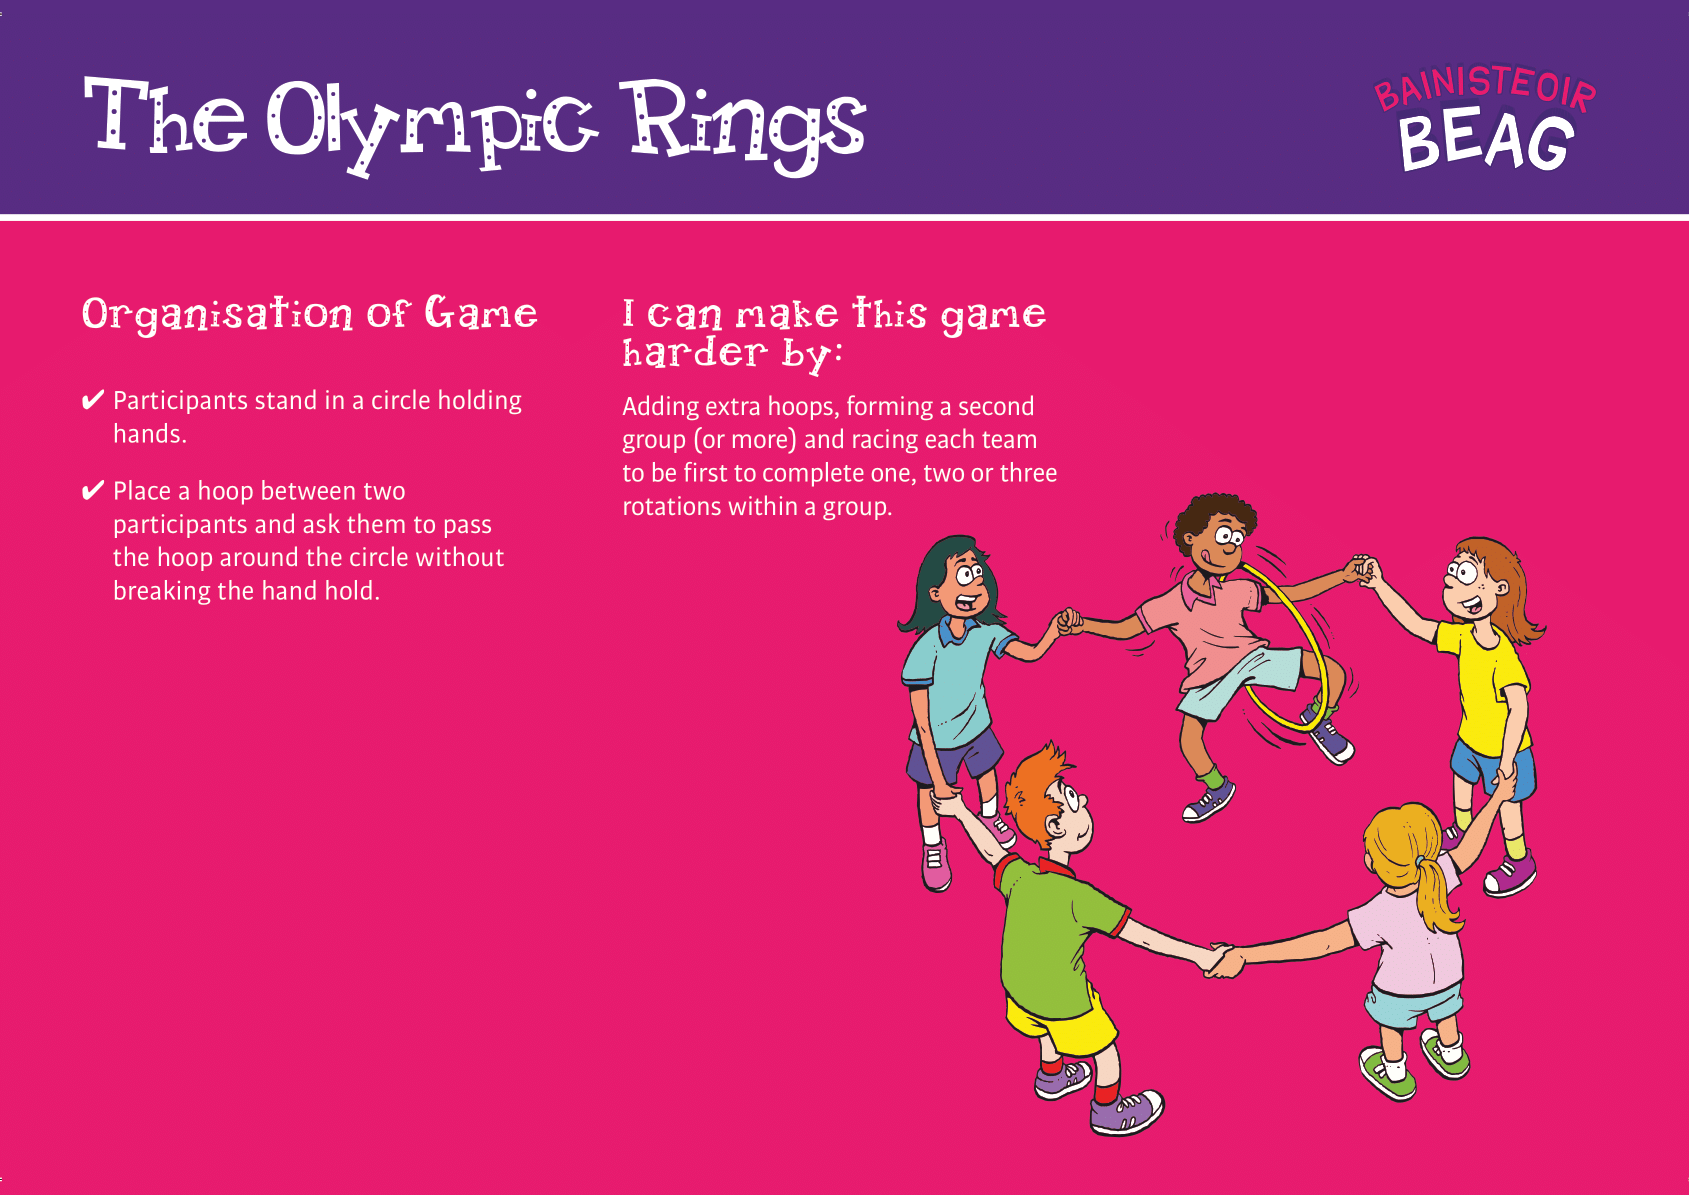 The Olympic Rings
BAINISTEOIR
BEAG
Organisation of Game
✔ Participants stand in a circle holding
hands.
✔ Place a hoop between two
participants and ask them to pass
the hoop around the circle without
breaking the hand hold.
I can make this game
harder by:
Adding extra hoops, forming a second
group (or more) and racing each team
to be first to complete one, two or three
rotations within a group.